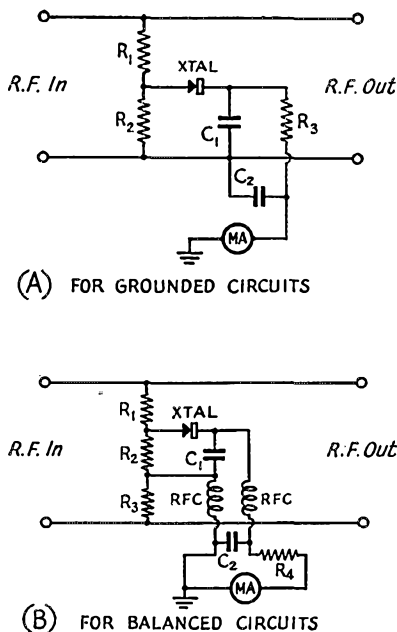 R₁
XTAL
R.F. In
R.F. Out
R₂
C₁
R₃
C₂
MA
(A) FOR GROUNDED CIRCUITS
R₁
XTAL
R.F. In
R₂
C₁
R.F. Out
R₃
RFC
RFC
C₂
R₄
MA
(B) FOR BALANCED CIRCUITS